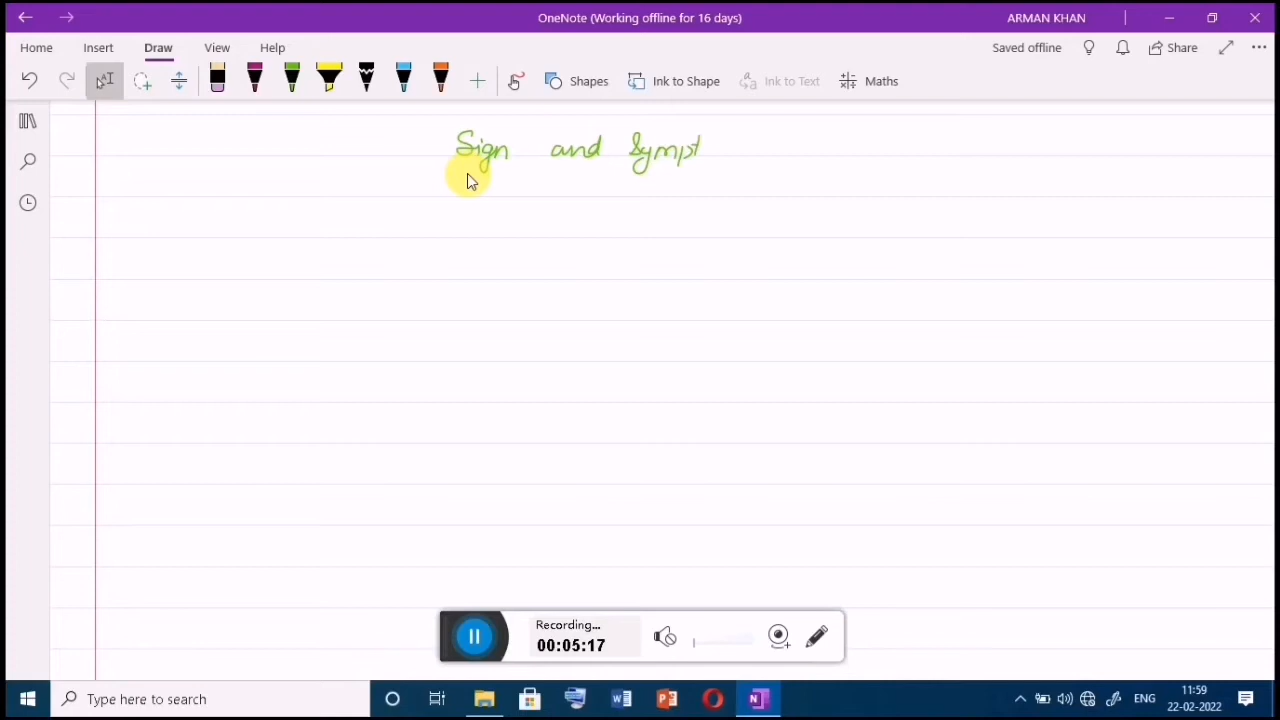 OneNote (Working offline for 16 days)
ARMAN KHAN
Home Insert Draw View Help
Saved offline Share
Shapes Ink to Shape Ink to Text Maths
Sign and Sympt
Recording...
00:05:17
Type here to search
ENG
11:59
22-02-2022